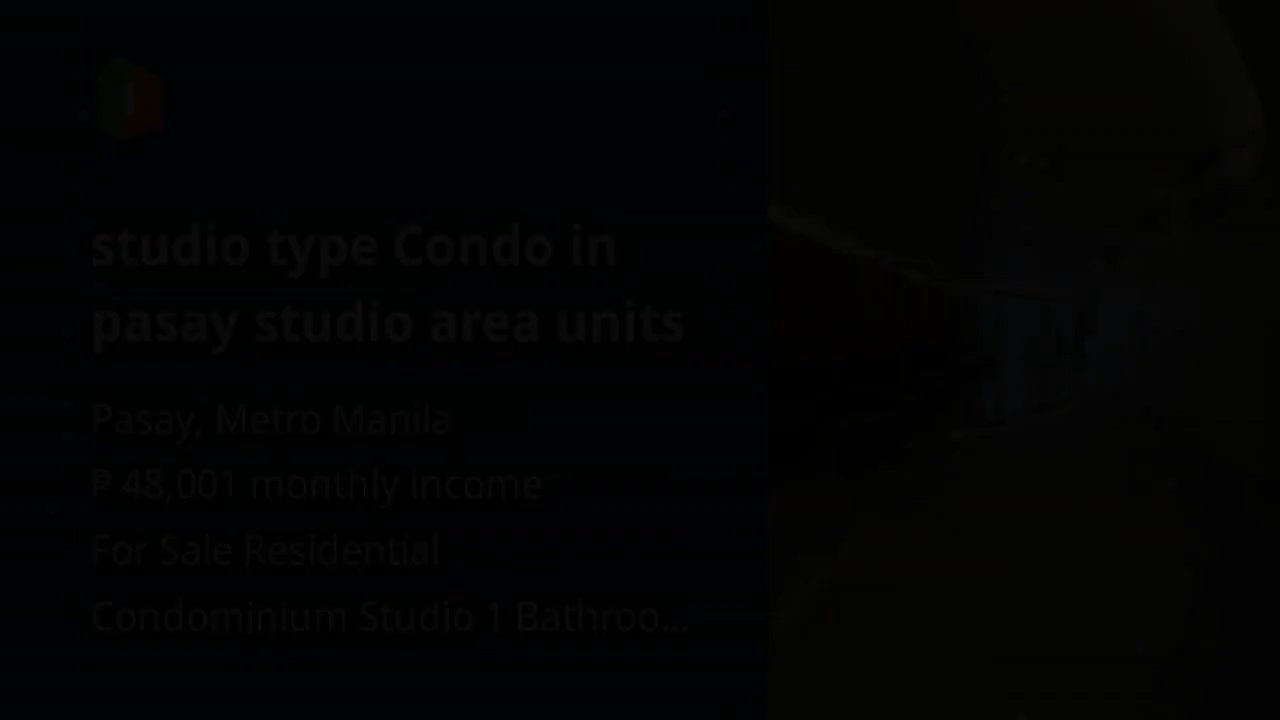 studio type Condo in
pasay studio area units
Pasay, Metro Manila
₱ 48,001 monthly income
For Sale Residential
Condominium Studio 1 Bathroo...